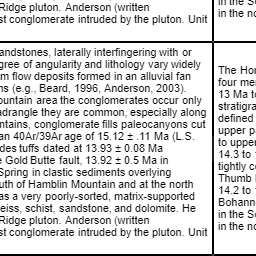 Ridge pluton. Anderson (written
st conglomerate intruded by the pluton. Unit
in the no
andstones, laterally interfingering with or
gree of angularity and lithology vary widely
m flow deposits formed in an alluvial fan
ns (e.g., Beard, 1996, Anderson, 2003).
ountain area the conglomerates occur only
adrangle they are common, especially along
ntains, conglomerate fills paleocanyons cut
an 40Ar/39Ar age of 15.12 ± .11 Ma (L.S.
des tuffs dated at 13.93 ± 0.08 Ma
e Gold Butte fault, 13.92 ± 0.5 Ma in
Spring in clastic sediments overlying
uth of Hamblin Mountain and at the north
as a very poorly-sorted, matrix-supported
eiss, schist, sandstone, and dolomite. He
Ridge pluton. Anderson (written
st conglomerate intruded by the pluton. Unit
The Hor
four mem
13 Ma to
stratigra
defined
upper pa
to upper
14.3 to
tightly co
Thumb
14.2 to
Bohann
in the S
in the no